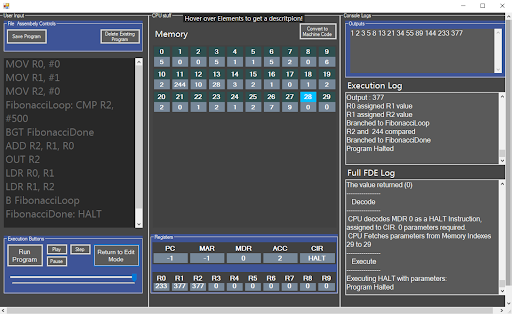 User Input
File Assembely Controls
Save Program
Delete Existing Program
MOV R0, #0
MOV R1, #1
MOV R2, #0
FibonacciLoop: CMP R2,
#500
BGT FibonacciDone
ADD R2, R1, R0
OUT R2
LDR R0, R1
LDR R1, R2
B FibonacciLoop
FibonacciDone: HALT
Execution Buttons
Run Program
Play
Step
Pause
Return to Edit Mode
CPU stuff
Hover over Elements to get a descritpion!
Memory
Convert to Machine Code
0 1 2 3 4 5 6 7 8 9
5 0 0 5 1 1 5 2 0 6
10 11 12 13 14 15 16 17 18 19
2 244 10 28 3 2 1 0 1 2
20 21 22 23 24 25 26 27 28 29
2 0 1 2 1 2 7 9 0 0
Registers
PC MAR MDR ACC CIR
-1 -1 0 2 HALT
R0 R1 R2 R3 R4 R5 R6 R7 R8 R9
233 377 377 0 0 0 0 0 0 0
Console Logs
Outputs
1 2 3 5 8 13 21 34 55 89 144 233 377
Execution Log
Output : 377
R0 assigned R1 value
R1 assigned R2 value
Branched to FibonacciLoop
R2 and 244 compared
Branched to FibonacciDone
Program Halted
Full FDE Log
The value returned (0)
Decode
CPU decodes MDR 0 as a HALT Instruction,
assigned to CIR. 0 parameters required.
CPU Fetches parameters from Memory Indexes
29 to 29
Execute
Executing HALT with parameters:
Program Halted